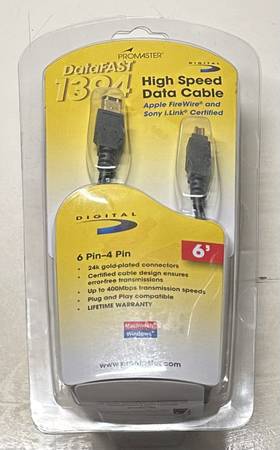 PROMASTER
DataFAST
1394
DIGITAL
High Speed
Data Cable
Apple FireWire® and
Sony I.Link® Certified
DIGITAL
6'
6 Pin–4 Pin
• 24k gold-plated connectors
• Certified cable design ensures
error-free transmissions
• Up to 400Mbps transmission speeds
• Plug and Play compatible
• LIFETIME WARRANTY
Macintosh®
Windows®